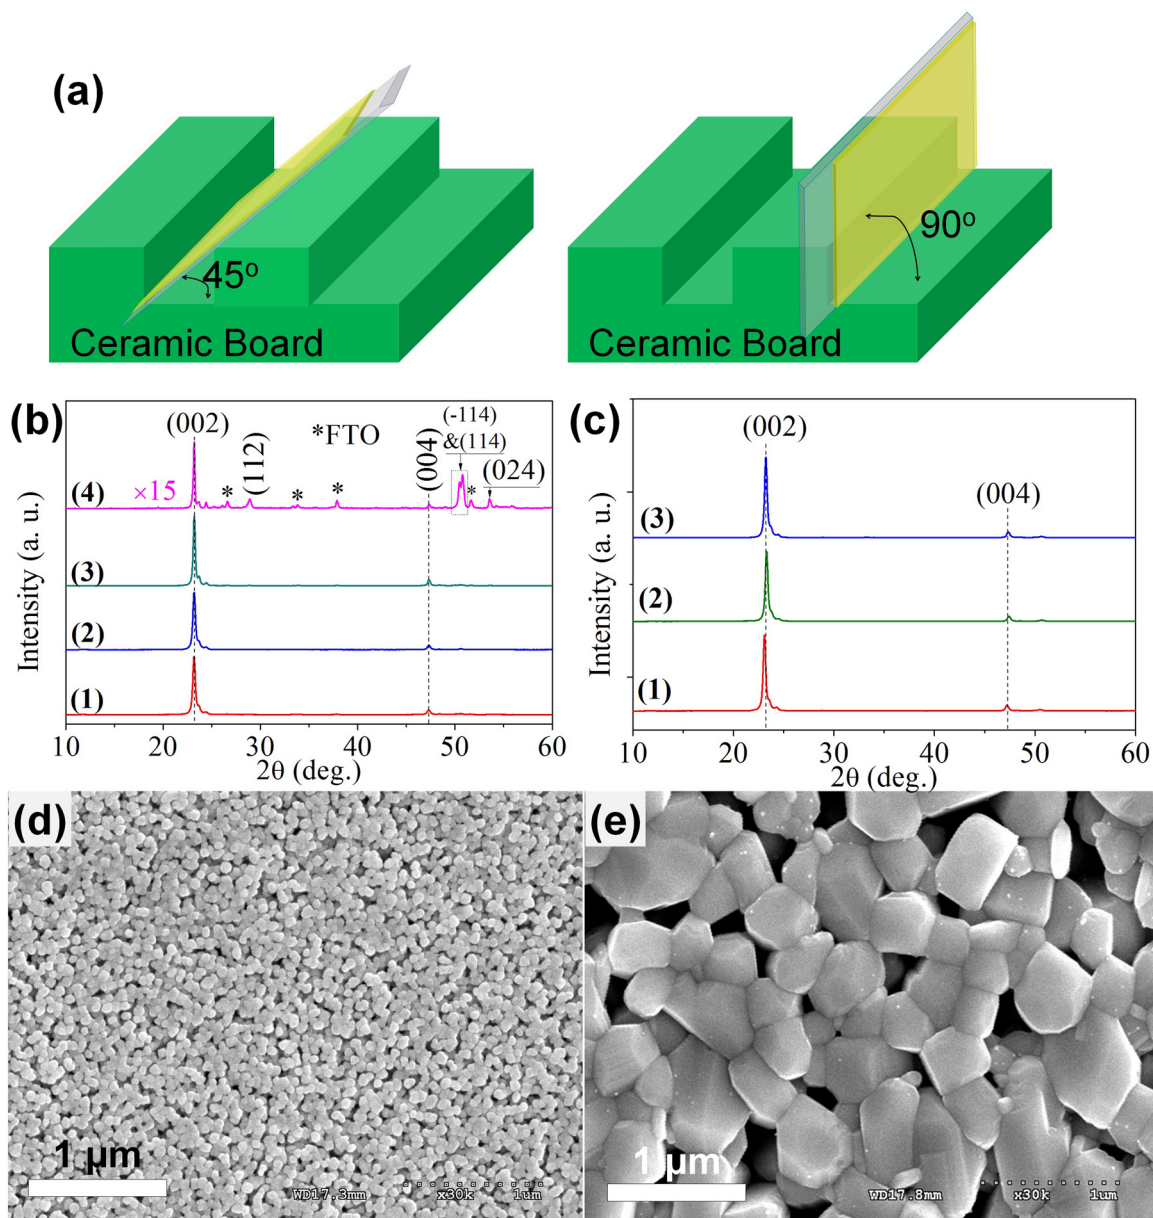 (a)
45º
Ceramic Board
90º
Ceramic Board
(b)
(002)
*FTO
(112)
(004)
(-114)
&(114)
(024)
×15
*
*
*
*
(4)
(3)
(2)
(1)
Intensity (a. u.)
10 20 30 40 50 60
2θ (deg.)
(c)
(002)
(004)
(3)
(2)
(1)
Intensity (a. u.)
10 20 30 40 50 60
2θ (deg.)
(d)
1 μm
WD17.3mm x30k 1um
(e)
1 μm
WD17.8mm x30k 1um